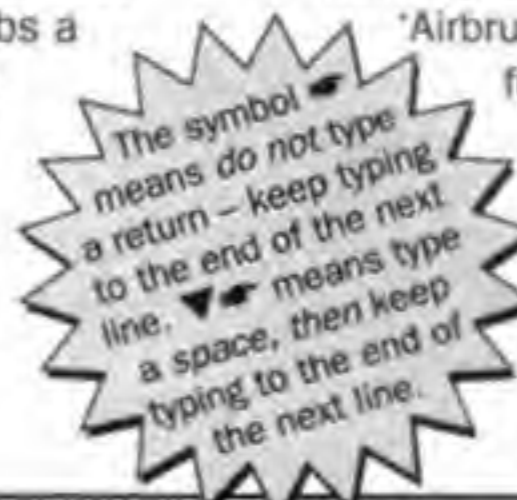 bs a
'Airbru
f
The symbol ☛
means do not type
a return – keep typing
to the end of the next
line. ▼☛ means type
a space, then keep
typing to the end of
the next line.